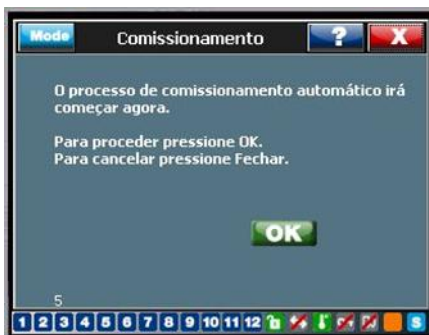 Mode Comissionamento ? X
O processo de comissionamento automático irá
começar agora.
Para proceder pressione OK.
Para cancelar pressione Fechar.
OK
5
1 2 3 4 5 6 7 8 9 10 11 12 S